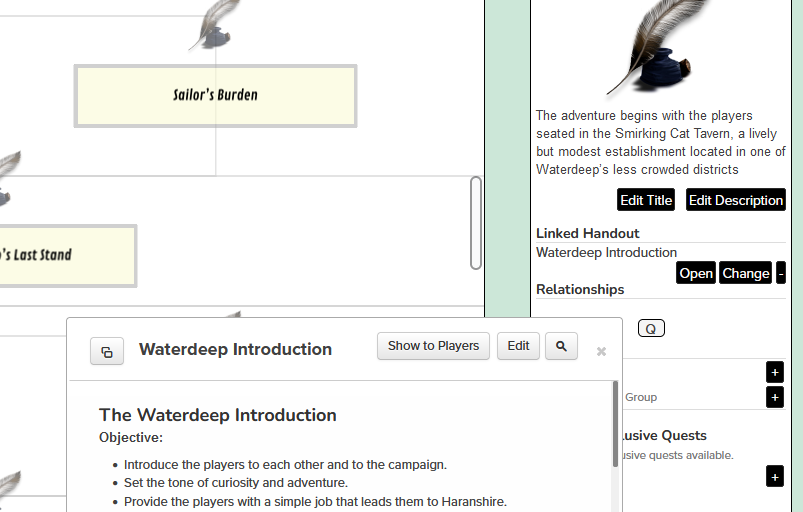 Sailor's Burden
's Last Stand
The adventure begins with the players
seated in the Smirking Cat Tavern, a lively
but modest establishment located in one of
Waterdeep's less crowded districts
Edit Title Edit Description
Linked Handout
Waterdeep Introduction
Open Change -
Relationships
Q
+
Group +
usive Quests
usive quests available.
+
Waterdeep Introduction
Show to Players Edit
The Waterdeep Introduction
Objective:
• Introduce the players to each other and to the campaign.
• Set the tone of curiosity and adventure.
• Provide the players with a simple job that leads them to Haranshire.